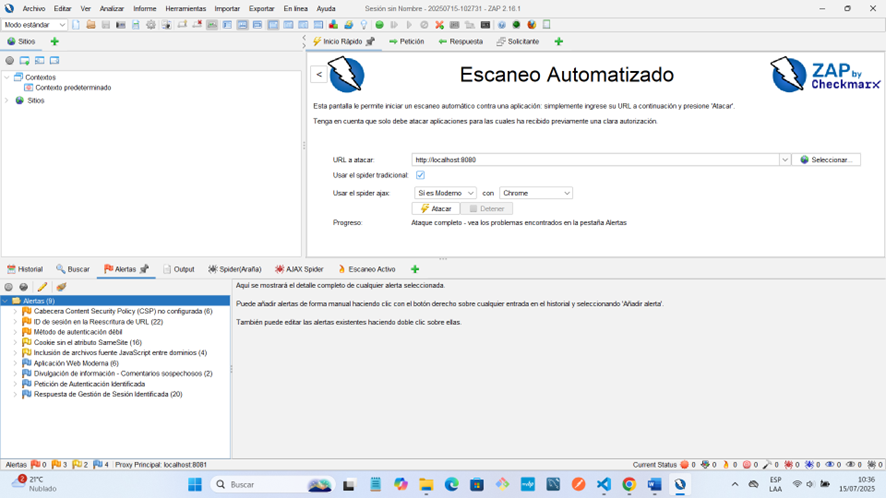 Archivo Editar Ver Analizar Informe Herramientas Importar Exportar En línea Ayuda
Sesión sin Nombre - 20250715-102731 - ZAP 2.16.1
Modo estándar
Sitios
Inicio Rápido Petición Respuesta Solicitante
Contextos
Contexto predeterminado
Sitios
<
Escaneo Automatizado
ZAP by
Checkmarx
Esta pantalla le permite iniciar un escaneo automático contra una aplicación: simplemente ingrese su URL a continuación y presione 'Atacar'.
Tenga en cuenta que solo debe atacar aplicaciones para las cuales ha recibido previamente una clara autorización.
URL a atacar: http://localhost:8080 Seleccionar...
Usar el spider tradicional:
Usar el spider ajax: Si es Moderno con Chrome
Atacar Detener
Progreso: Ataque completo - vea los problemas encontrados en la pestaña Alertas
Historial Buscar Alertas Output Spider(Araña) AJAX Spider Escaneo Activo
Alertas (9)
Cabecera Content Security Policy (CSP) no configurada (6)
ID de sesión en la Reescritura de URL (22)
Método de autenticación débil
Cookie sin el atributo SameSite (16)
Inclusión de archivos fuente JavaScript entre dominios (4)
Aplicación Web Moderna (6)
Divulgación de información - Comentarios sospechosos (2)
Petición de Autenticación Identificada
Respuesta de Gestión de Sesión Identificada (20)
Aquí se mostrará el detalle completo de cualquier alerta seleccionada.
Puede añadir alertas de forma manual haciendo clic con el botón derecho sobre cualquier entrada en el historial y seleccionando 'Añadir alerta'.
También puede editar las alertas existentes haciendo doble clic sobre ellas.
Alertas 0 3 2 4 Proxy Principal: localhost:8081
Current Status 0 0 0 0 0 0 0 0 0 0
2
21°C
Nublado
Buscar
ESP
LAA
10:36
15/07/2025